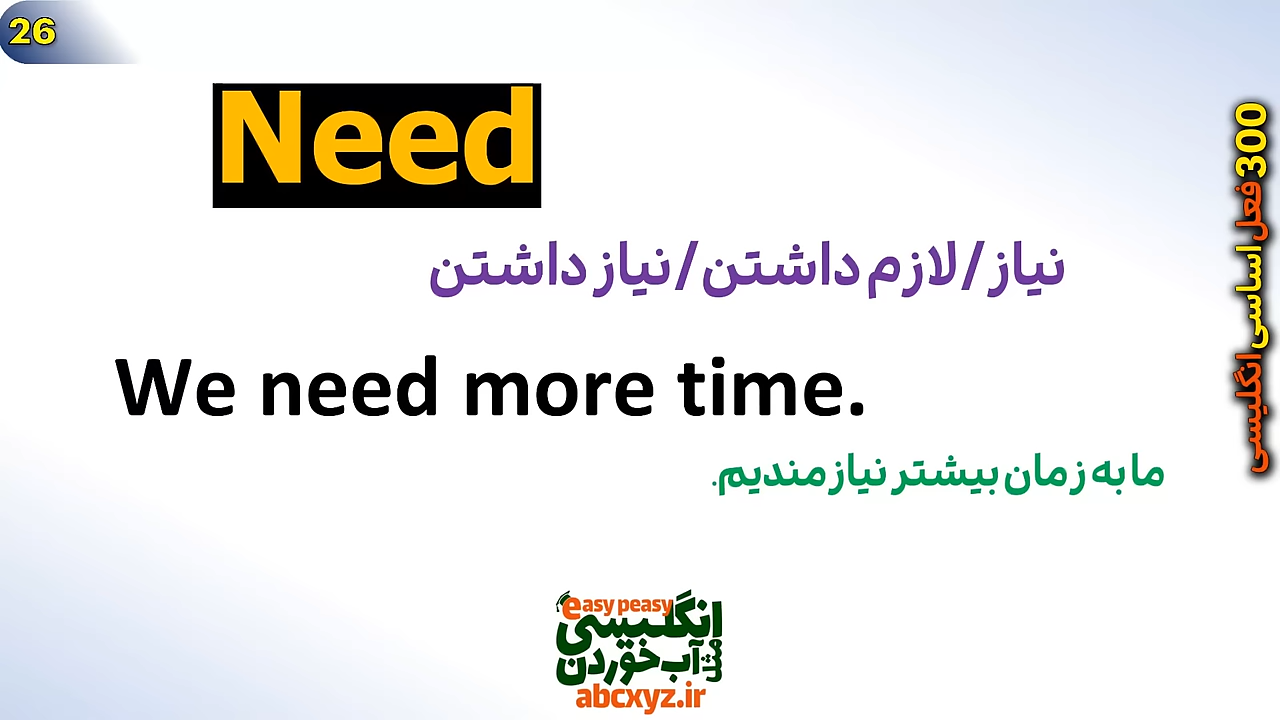 26
Need
نیاز/لازم داشتن/نیاز داشتن
We need more time.
ما به زمان بیشتر نیازمندیم.
300 فعل اساسی انگلیسی
easy peasy
انگلیسی
مثل آب خوردن
abcxyz.ir